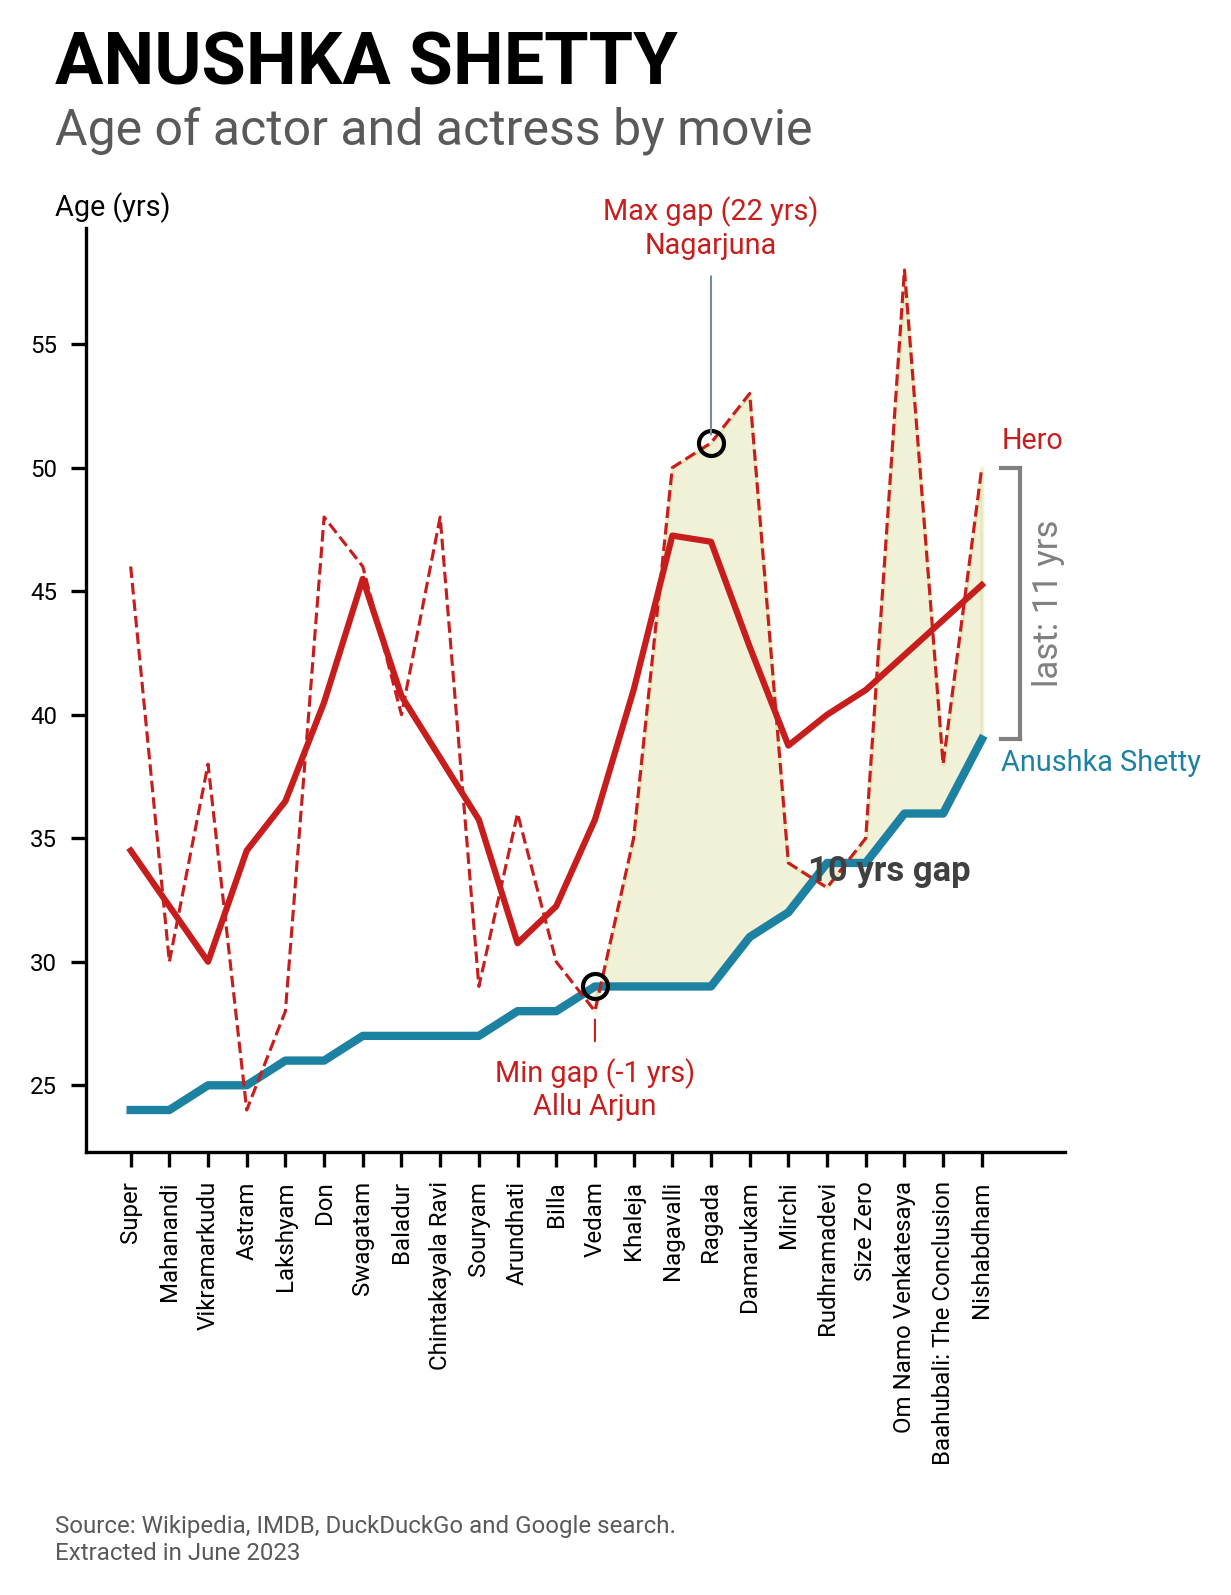 ANUSHKA SHETTY
Age of actor and actress by movie
Age (yrs)
Max gap (22 yrs)
Nagarjuna
55
50
45
40
35
30
25
Hero
last: 11 yrs
Anushka Shetty
10 yrs gap
Min gap (-1 yrs)
Allu Arjun
Super
Mahanandi
Vikramarkudu
Astram
Lakshyam
Don
Swagatam
Baladur
Chintakayala Ravi
Souryam
Arundhati
Billa
Vedam
Khaleja
Nagavalli
Ragada
Damarukam
Mirchi
Rudhramadevi
Size Zero
Om Namo Venkatesaya
Baahubali: The Conclusion
Nishabdham
Source: Wikipedia, IMDB, DuckDuckGo and Google search.
Extracted in June 2023